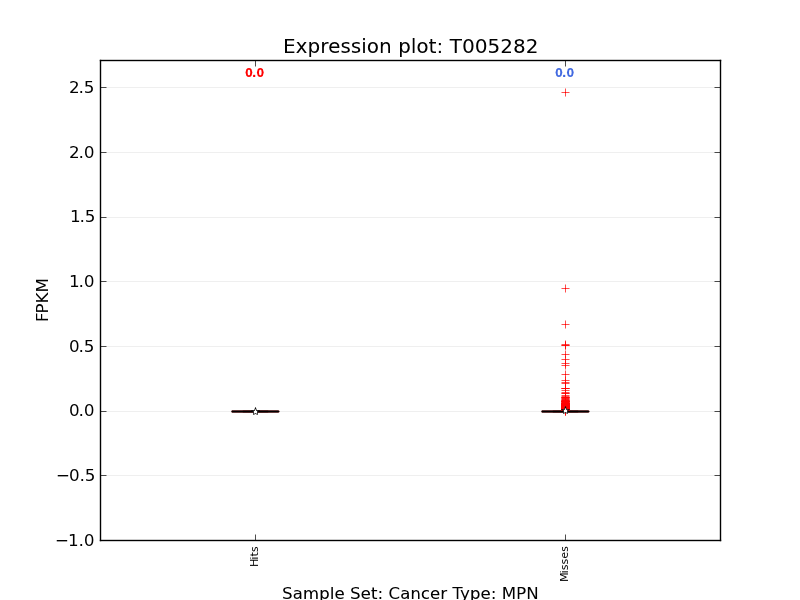 Expression plot: T005282
0.0 0.0
2.5
2.0
1.5
1.0
0.5
0.0
−0.5
−1.0
FPKM
Hits
Misses
Sample Set: Cancer Type: MPN